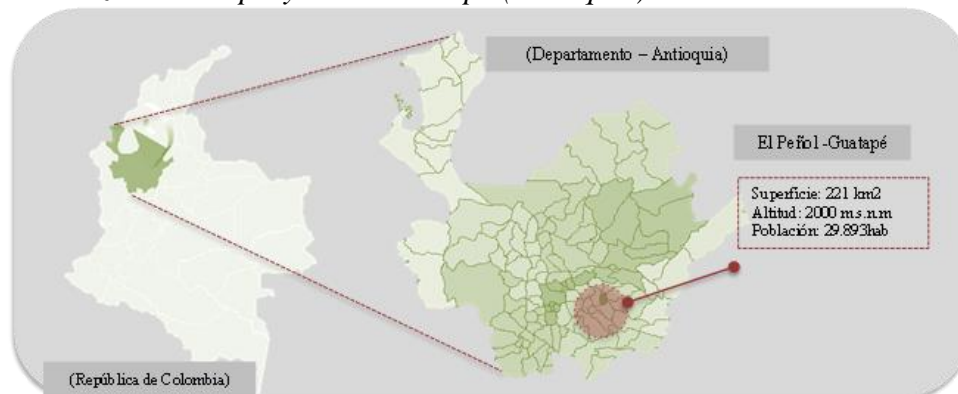 (Departamento – Antioquia)
El Peñol -Guatapé
Superficie: 221 km2
Altitud: 2000 m.s.n.m
Población: 29.893hab
(República de Colombia)